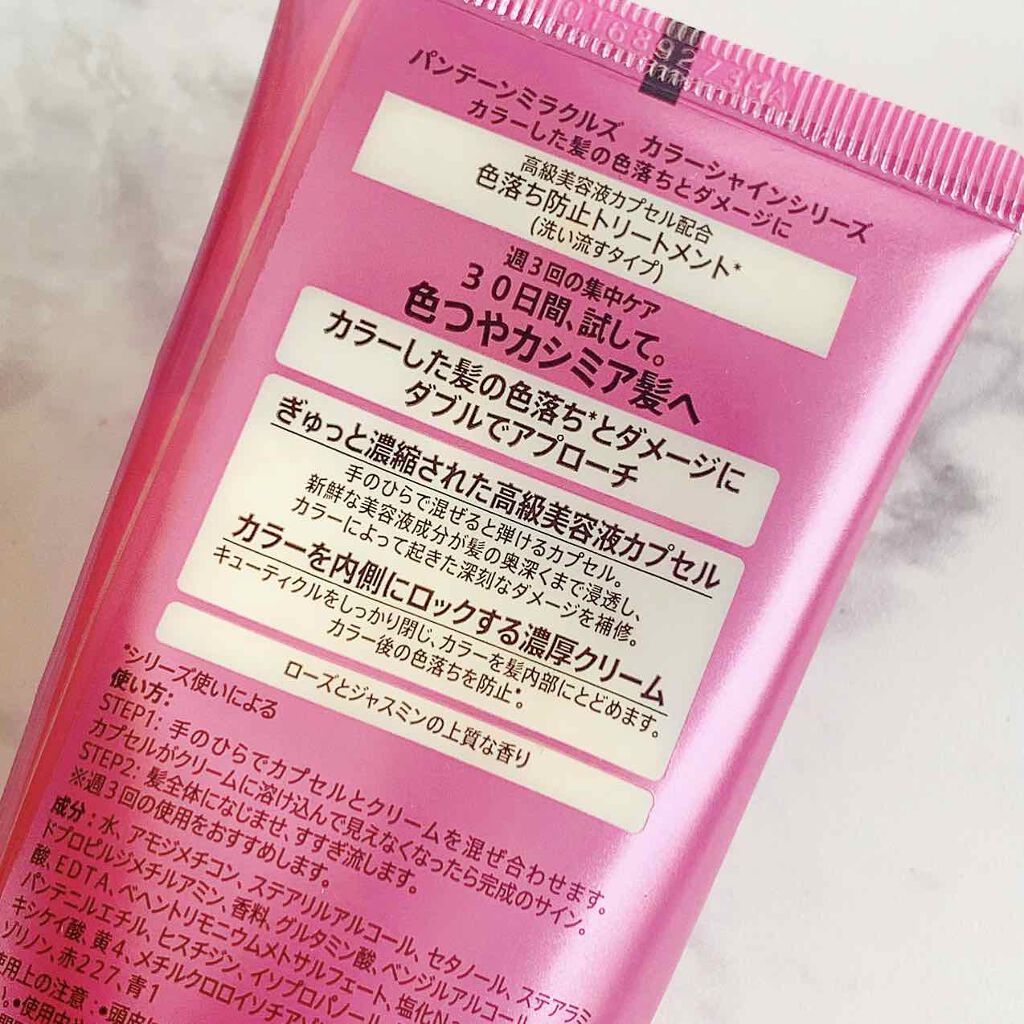 01689273MA
パンテーンミラクルズ カラーシャインシリーズ
カラーした髪の色落ちとダメージに
高級美容液カプセル配合
色落ち防止トリートメント*
(洗い流すタイプ)
週3回の集中ケア
30日間、試して。
色つやカシミア髪へ
カラーした髪の色落ち*とダメージに
ダブルでアプローチ
ぎゅっと濃縮された高級美容液カプセル
手のひらで混ぜると弾けるカプセル。
新鮮な美容液成分が髪の奥深くまで浸透し、
カラーによって起きた深刻なダメージを補修。
カラーを内側にロックする濃厚クリーム
キューティクルをしっかり閉じ、カラーを髪内部にとどめます。
カラー後の色落ちを防止*。
ローズとジャスミンの上質な香り
*シリーズ使いによる
使い方:
STEP1: 手のひらでカプセルとクリームを混ぜ合わせます。
カプセルがクリームに溶け込んで見えなくなったら完成のサイン。
STEP2: 髪全体になじませ、すすぎ流します。
※週3回の使用をおすすめします。
成分:水、アモジメチコン、ステアリルアルコール、セタノール、ステアラミ
ドプロピルジメチルアミン、香料、グルタミン酸、ベンジルアルコール、
酸、EDTA、ベヘントリモニウムメトサルフェート、塩化N
パンテニルエチル、ヒスチジン、イソプロパノール
キシケイ酸、黄4、メチルクロロイソチアゾ
ゾリノン、赤227、青1
使用上の注意:•頭皮
•使用中